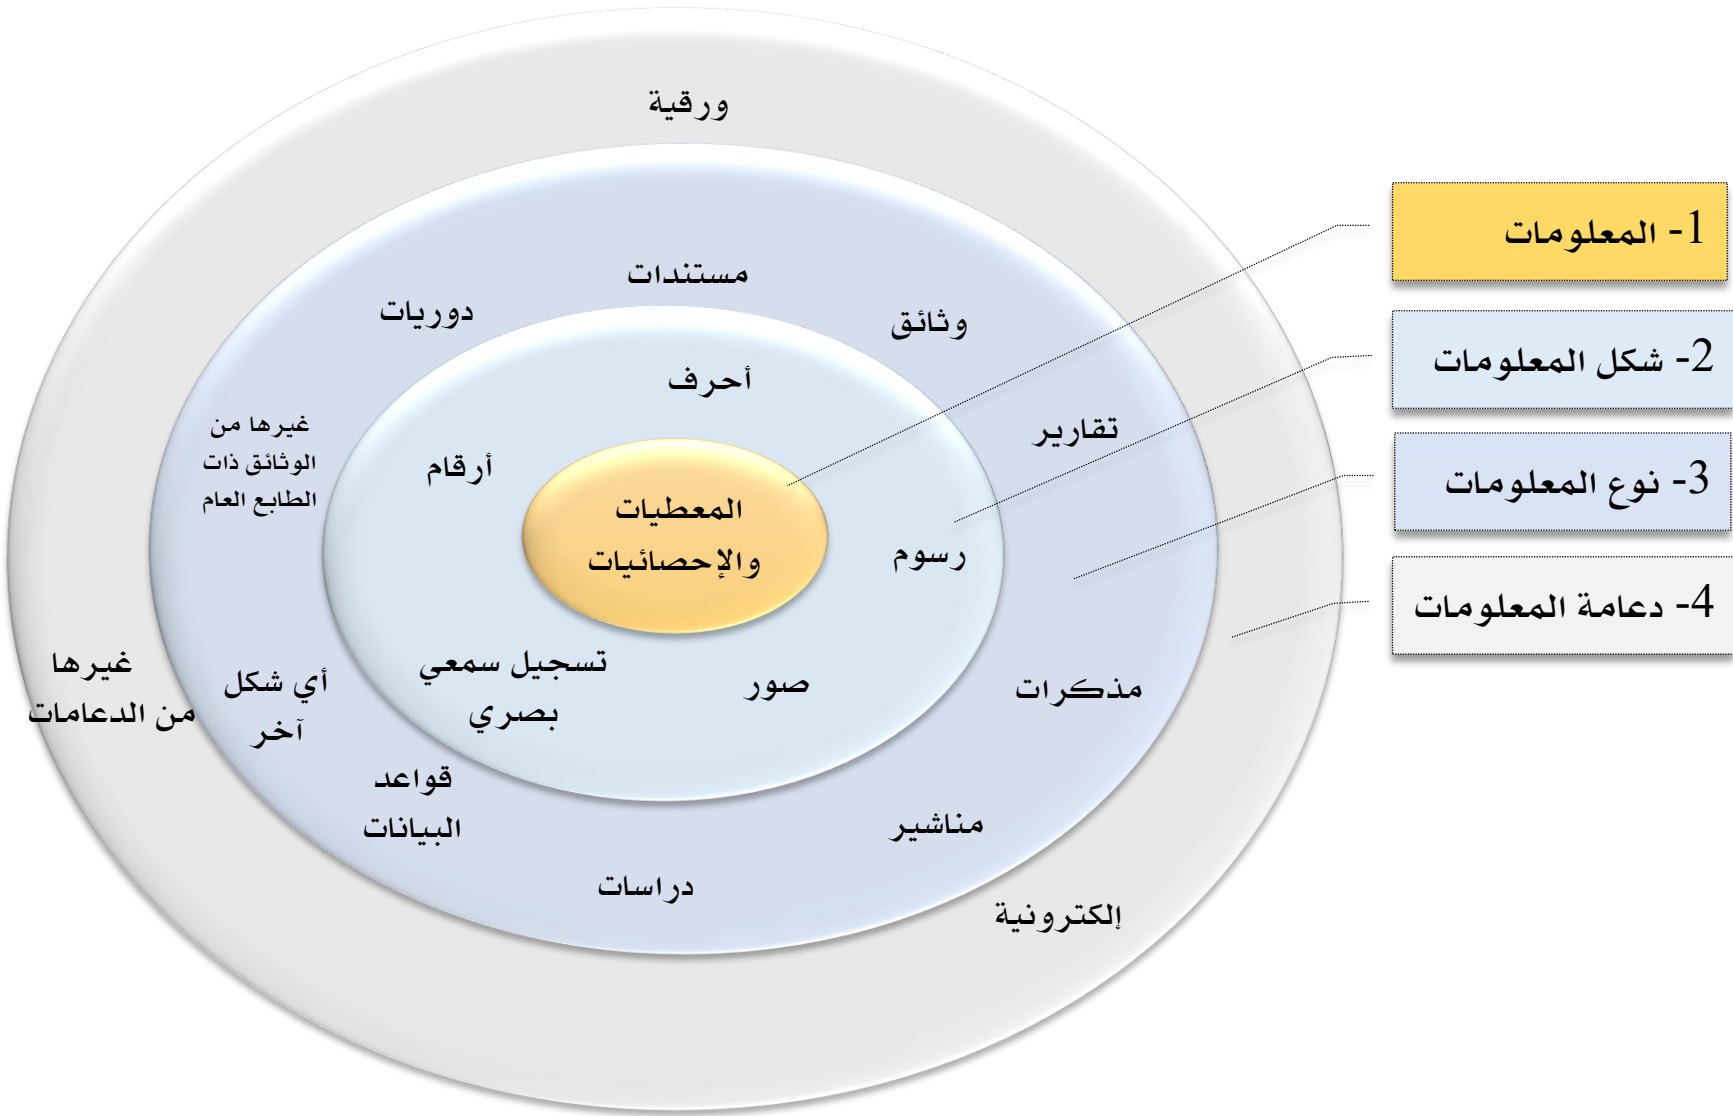 ورقية
مستندات
دوريات
وثائق
أحرف
تقارير
غيرها من
الوثائق ذات
الطابع العام
أرقام
المعطيات
والإحصائيات
رسوم
تسجيل سمعي
بصري
صور
مذكرات
أي شكل
آخر
غيرها
من الدعامات
قواعد
البيانات
مناشير
دراسات
إلكترونية
1- المعلومات
2- شكل المعلومات
3- نوع المعلومات
4- دعامة المعلومات